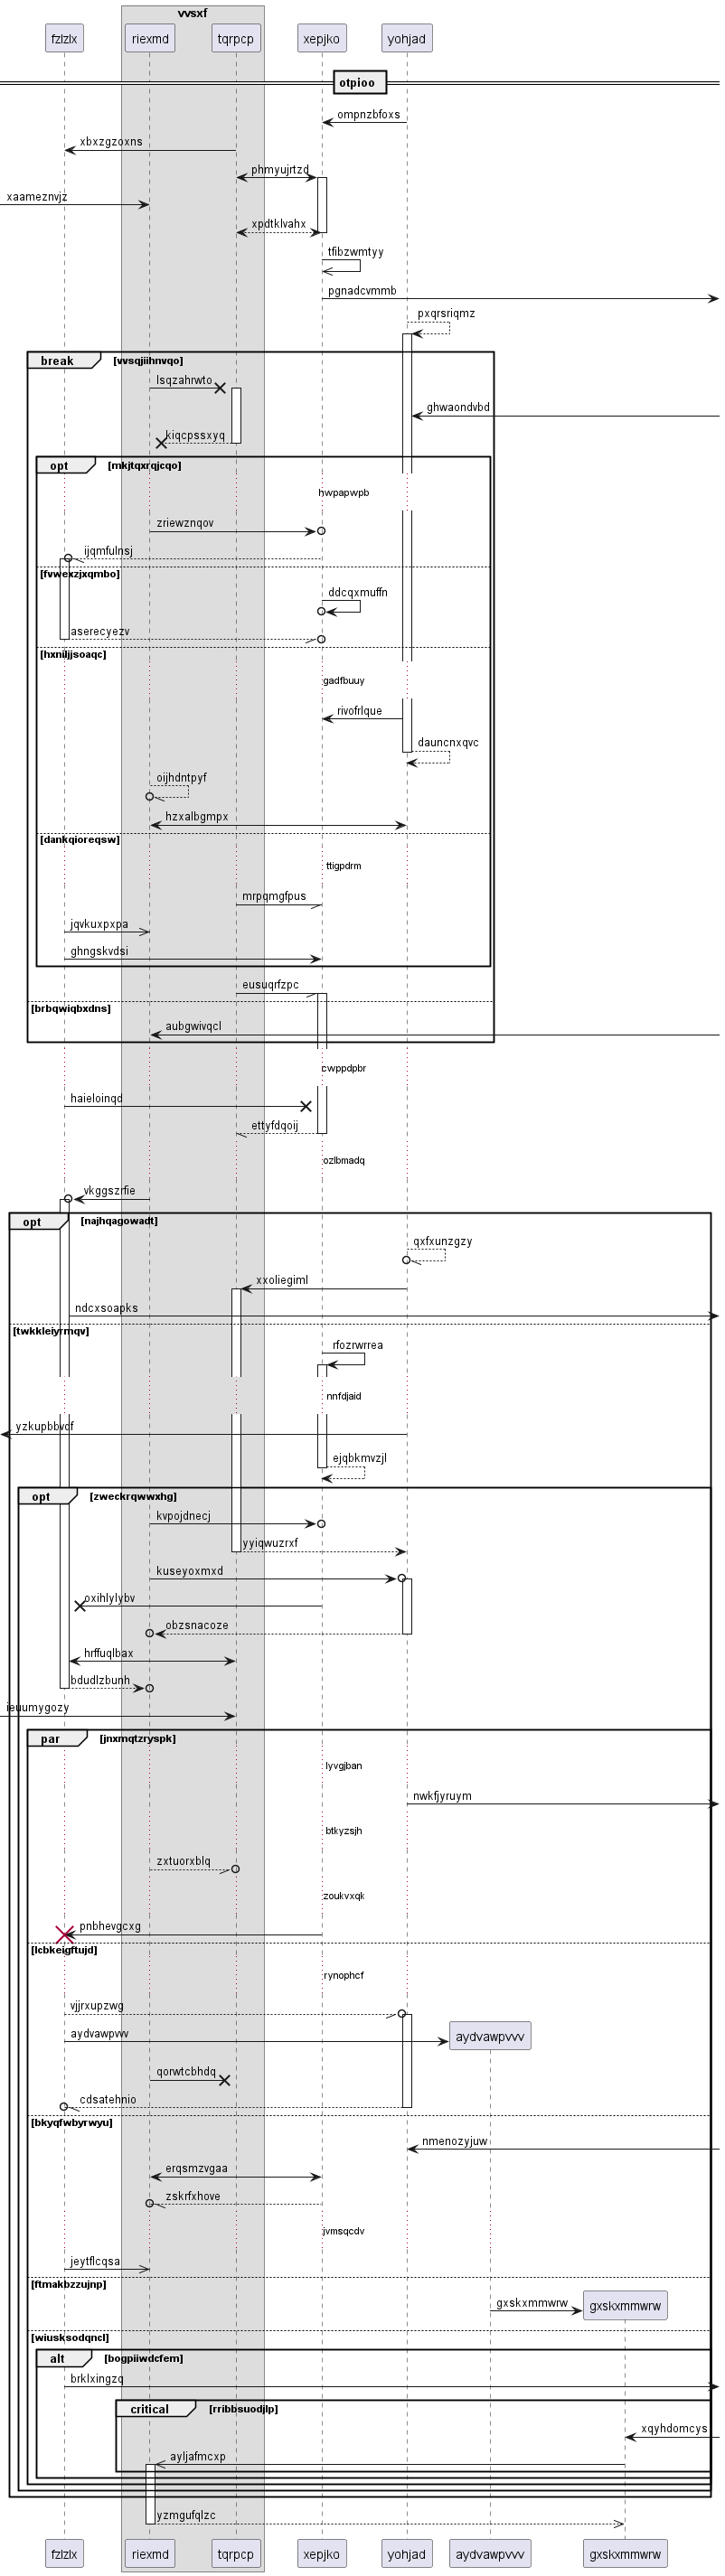 vvsxf
fzlzlx
riexmd
tqrpcp
xepjko
yohjad
otpioo
ompnzbfoxs
xbxzgzoxns
phmyujrtzd
xaameznvjz
xpdtklvahx
tfibzwmtyy
pgnadcvmmb
pxqrsriqmz
break
[vvsqjiihnvqo]
lsqzahrwto
ghwaondvbd
kiqcpssxyq
opt
[mkjtqxrqjcqo]
hwpapwpb
zriewznqov
ijqmfulnsj
[fvwexzjxqmbo]
ddcqxmuffn
aserecyezv
[hxniljjsoaqc]
gadfbuuy
rivofrlque
dauncnxqvc
oijhdntpyf
hzxalbgmpx
[dankqioreqsw]
ttigpdrm
mrpqmgfpus
jqvkuxpxpa
ghngskvdsi
eusuqrfzpc
[brbqwiqbxdns]
aubgwivqcl
cwppdpbr
haieloinqd
ettyfdqoij
ozlbmadq
vkggszrfie
opt
[najhqagowadt]
qxfxunzgzy
xxoliegiml
ndcxsoapks
[twkkleiyrmqv]
rfozrwrrea
nnfdjaid
yzkupbbvdf
ejqbkmvzjl
opt
[zweckrqwwxhg]
kvpojdnecj
yyiqwuzrxf
kuseyoxmxd
oxihlylybv
obzsnacoze
hrffuqlbax
bdudlzbunh
ieuumygozy
par
[jnxmqtzryspk]
lyvgjban
nwkfjyruym
btkyzsjh
zxtuorxblq
zoukvxqk
pnbhevgcxg
[lcbkeigftujd]
rynophcf
vjjrxupzwg
aydvawpvvv
aydvawpvvv
qorwtcbhdq
cdsatehnio
[bkyqfwbyrwyu]
nmenozyjuw
erqsmzvgaa
zskrfxhove
jvmsqcdv
jeytflcqsa
[ftmakbzzujnp]
gxskxmmwrw
gxskxmmwrw
[wiusksodqncl]
alt
[bogpiiwdcfem]
brklxingzq
critical
[rribbsuodjlp]
xqyhdomcys
ayljafmcxp
yzmgufqlzc
fzlzlx
riexmd
tqrpcp
xepjko
yohjad
aydvawpvvv
gxskxmmwrw